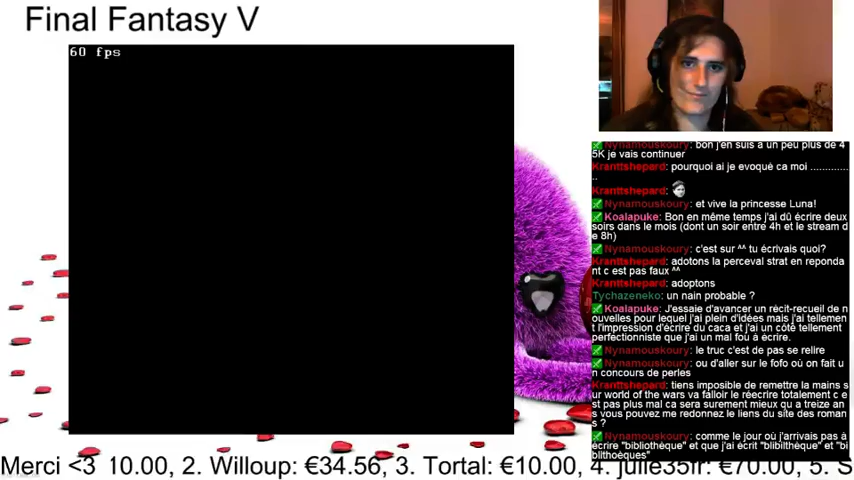 Final Fantasy V
60 fps
Nynamouskoury: bon j'en suis a un peu plus de 4
5K je vais continuer
Kranttshepard: pourquoi ai je evoqué ca moi .............
..
Kranttshepard:
Nynamouskoury: et vive la princesse Luna!
Koalapuke: Bon en même temps j'ai dû écrire deux
soirs dans le mois (dont un soir entre 4h et le stream d
e 8h)
Nynamouskoury: c'est sur ^^ tu écrivais quoi?
Kranttshepard: adotons la perceval strat en reponda
nt c est pas faux ^^
Kranttshepard: adoptons
Tychazeneko: un nain probable ?
Koalapuke: J'essaie d'avancer un récit-recueil de n
ouvelles pour lequel j'ai plein d'idées mais j'ai tellemen
t l'impression d'écrire du caca et j'ai un côté tellement
perfectionniste que j'ai un mal fou à écrire.
Nynamouskoury: le truc c'est de pas se relire
Nynamouskoury: ou d'aller sur le fofo où on fait u
n concours de perles
Kranttshepard: tiens imposible de remettre la mains s
ur world of the wars va falloir le réecrire totalement c e
st pas plus mal ca sera surement mieux qu a treize an
s vous pouvez me redonnez le liens du site des roman
s ?
Nynamouskoury: comme le jour où j'arrivais pas à
écrire "bibliothèque" et que j'ai écrit "blibilthèque" et "bi
blithoèques"
Merci <3 10.00, 2. Willoup: €34.56, 3. Tortal: €10.00, 4. julie35fr: €70.00, 5. S